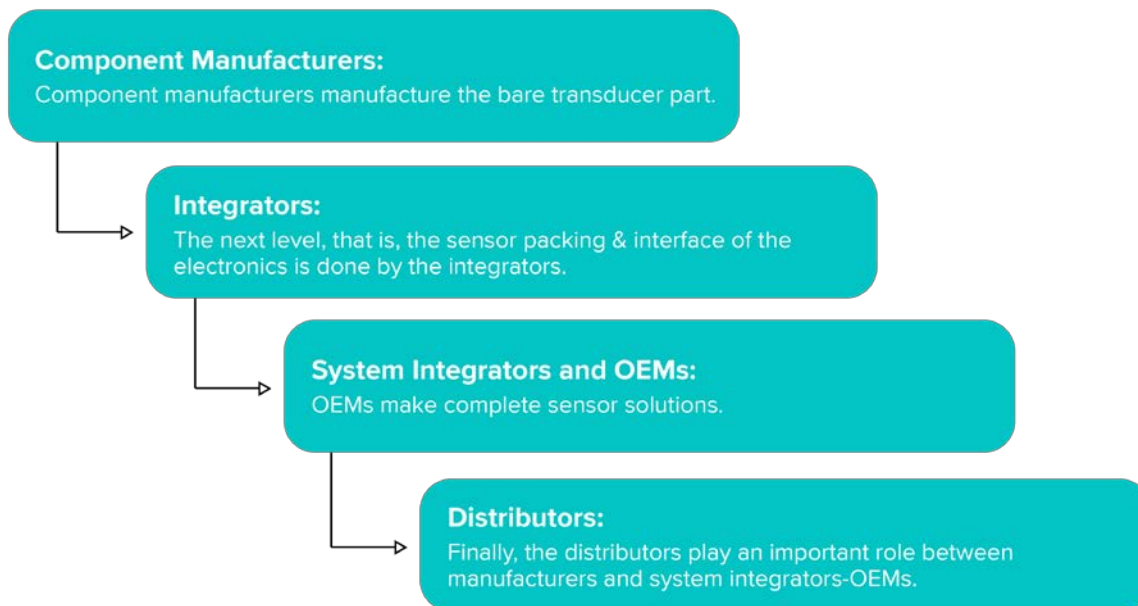 Component Manufacturers:
Component manufacturers manufacture the bare transducer part.
Integrators:
The next level, that is, the sensor packing & interface of the
electronics is done by the integrators.
System Integrators and OEMs:
OEMs make complete sensor solutions.
Distributors:
Finally, the distributors play an important role between
manufacturers and system integrators-OEMs.